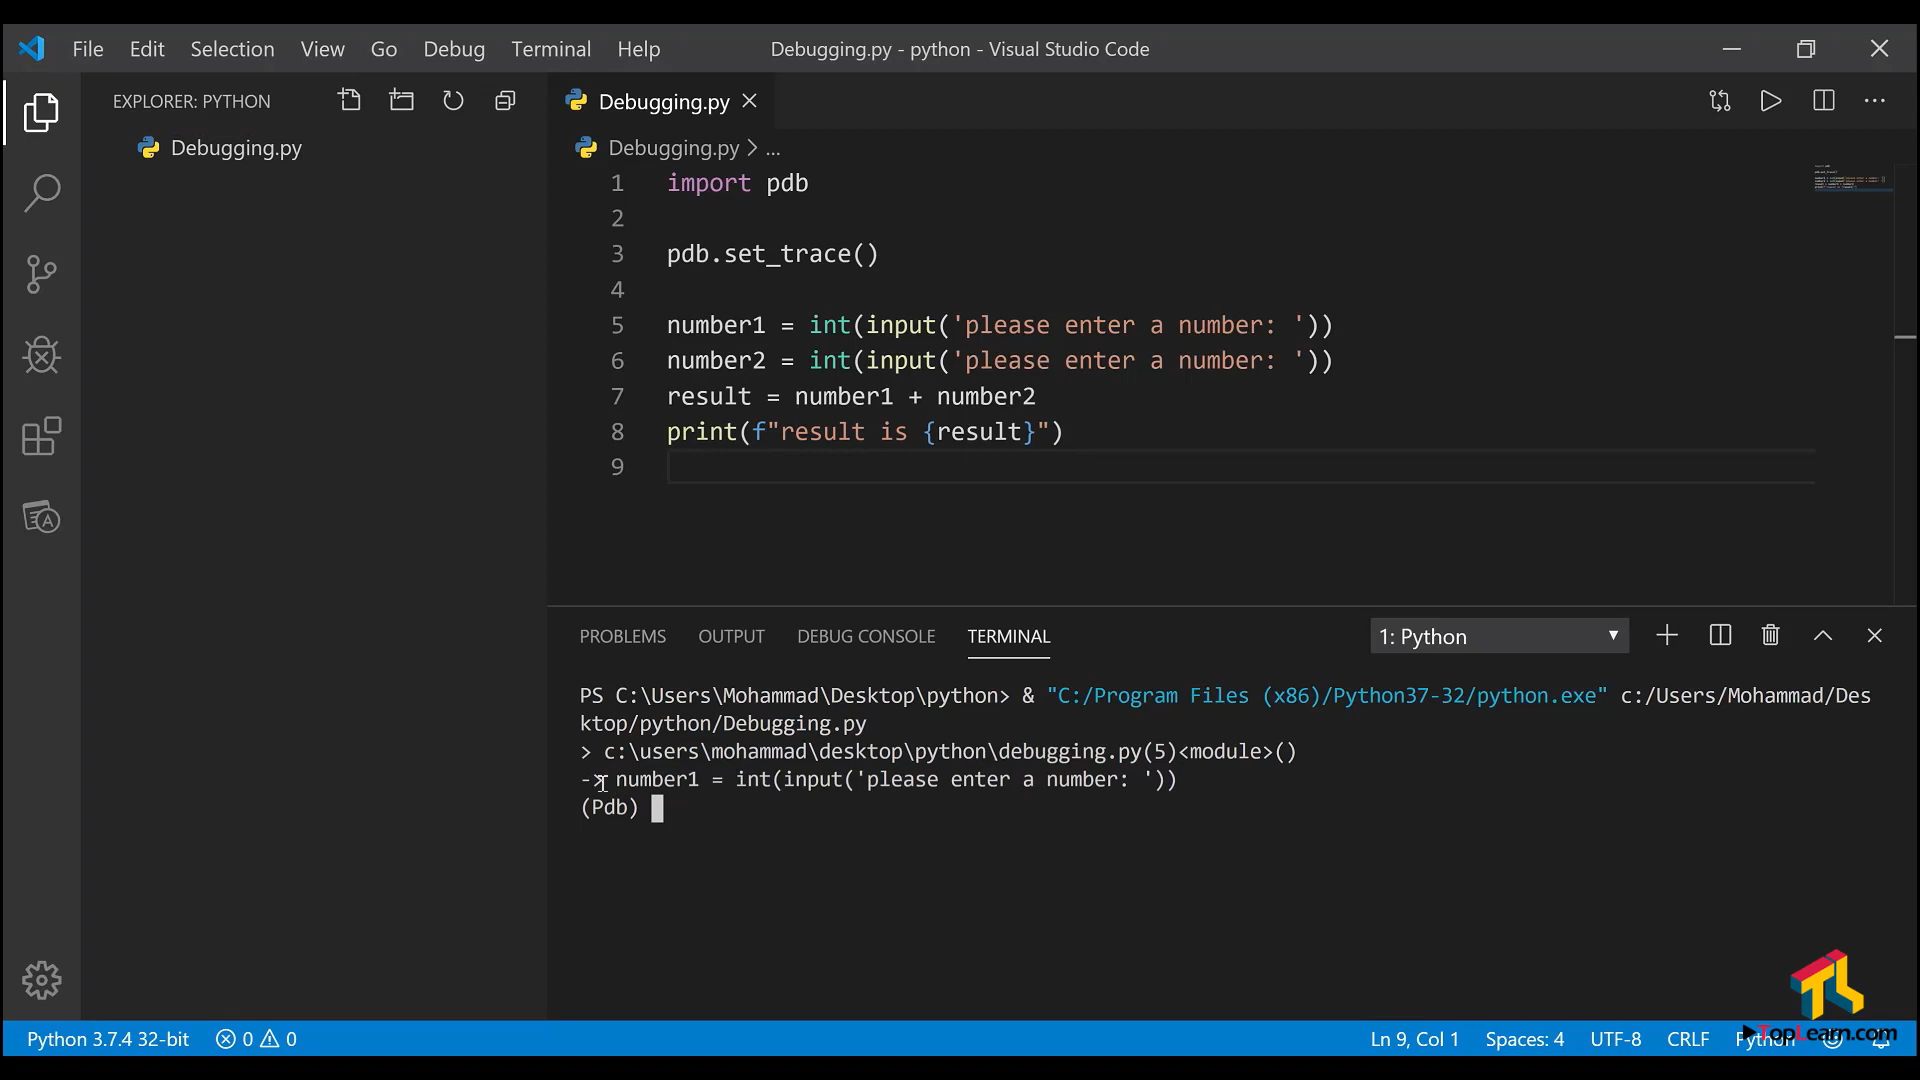 File Edit Selection View Go Debug Terminal Help
Debugging.py - python - Visual Studio Code
EXPLORER: PYTHON
Debugging.py
Debugging.py
Debugging.py > ...
1 import pdb
2
3 pdb.set_trace()
4
5 number1 = int(input('please enter a number: '))
6 number2 = int(input('please enter a number: '))
7 result = number1 + number2
8 print(f"result is {result}")
9
PROBLEMS OUTPUT DEBUG CONSOLE TERMINAL
1: Python
PS C:\Users\Mohammad\Desktop\python> & "C:/Program Files (x86)/Python37-32/python.exe" c:/Users/Mohammad/Des
ktop/python/Debugging.py
> c:\users\mohammad\desktop\python\debugging.py(5)<module>()
-> number1 = int(input('please enter a number: '))
(Pdb)
TopLearn.com
Python 3.7.4 32-bit 0 0 Ln 9, Col 1 Spaces: 4 UTF-8 CRLF Python